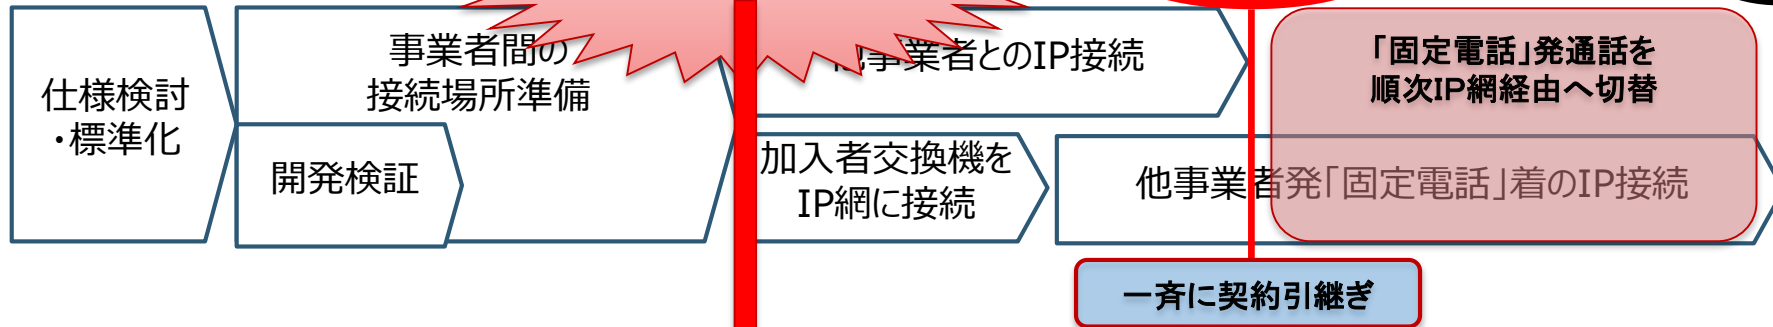 仕様検討
・標準化
事業者間の
接続場所準備
開発検証
他事業者とのIP接続
加入者交換機を
IP網に接続
他事業者発「固定電話」着のIP接続
「固定電話」発通話を
順次IP網経由へ切替
一斉に契約引継ぎ